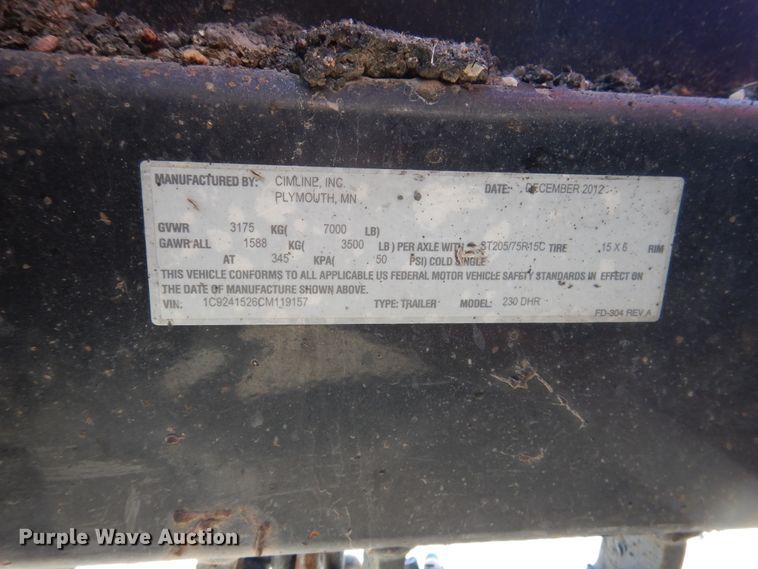 MANUFACTURED BY: CIMLINE, INC. DATE: DECEMBER 2012
PLYMOUTH, MN
GVWR 3175 KG( 7000 LB)
GAWR ALL 1588 KG( 3500 LB) PER AXLE WITH ST205/75R15C TIRE 15 X 6 RIM
AT 345 KPA( 50 PSI) COLD SINGLE
THIS VEHICLE CONFORMS TO ALL APPLICABLE US FEDERAL MOTOR VEHICLE SAFETY STANDARDS IN EFFECT ON
THE DATE OF MANUFACTURE SHOWN ABOVE.
VIN: 1C9241526CM119157 TYPE: TRAILER MODEL: 230 DHR
FD-304 REV A
Purple Wave Auction